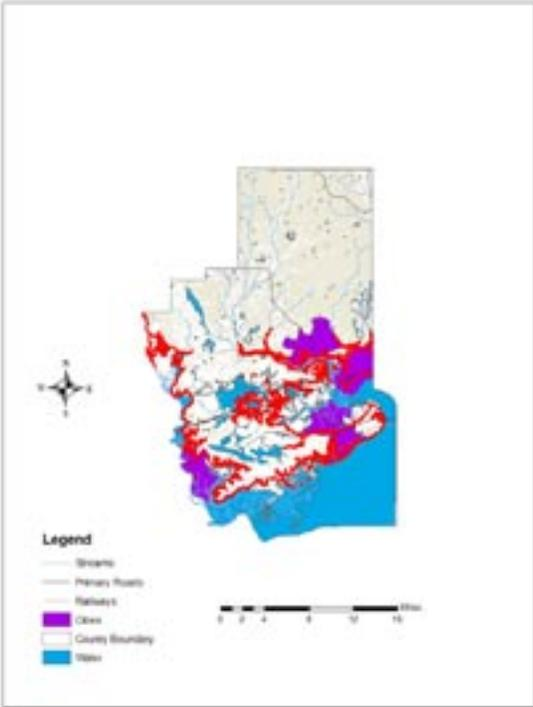 N
W E
S
Legend
Streams
Primary Roads
Railways
Cities
County Boundary
Water
0 2 4 8 12 16 Miles